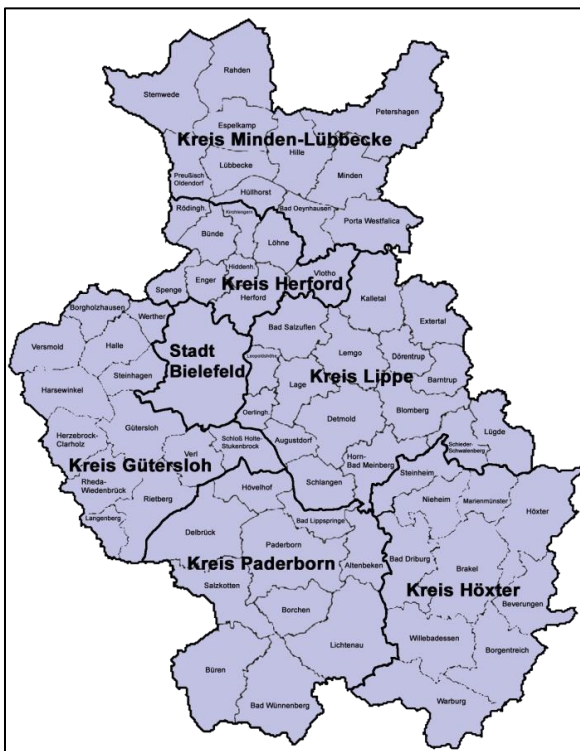 Rahden
Stemwede
Petershagen
Espelkamp
Kreis Minden-Lübbecke
Hille
Lübbecke
Minden
Preußisch
Oldendorf
Hüllhorst
Bad Oeynhausen
Rödingh.
Kirchlengern
Porta Westfalica
Bünde
Löhne
Hiddenh.
Vlotho
Enger
Kreis Herford
Spenge
Herford
Kalletal
Borgholzhausen
Werther
Bad Salzuflen
Extertal
Versmold
Halle
Stadt
Bielefeld
Leopoldshöhe
Lemgo
Dörentrup
Steinhagen
Kreis Lippe
Barntrup
Harsewinkel
Lage
Oerlingh.
Detmold
Blomberg
Lügde
Gütersloh
Herzebrock-
Clarholz
Augustdorf
Schloß Holte-
Stukenbrock
Schieder-
Schwalenberg
Verl
Kreis Gütersloh
Horn-
Bad Meinberg
Steinheim
Rheda-
Wiedenbrück
Rietberg
Schlangen
Hövelhof
Nieheim
Marienmünster
Höxter
Langenberg
Bad Lippspringe
Delbrück
Paderborn
Bad Driburg
Brakel
Kreis Paderborn
Altenbeken
Salzkotten
Kreis Höxter
Beverungen
Borchen
Willebadessen
Lichtenau
Borgentreich
Büren
Bad Wünnenberg
Warburg